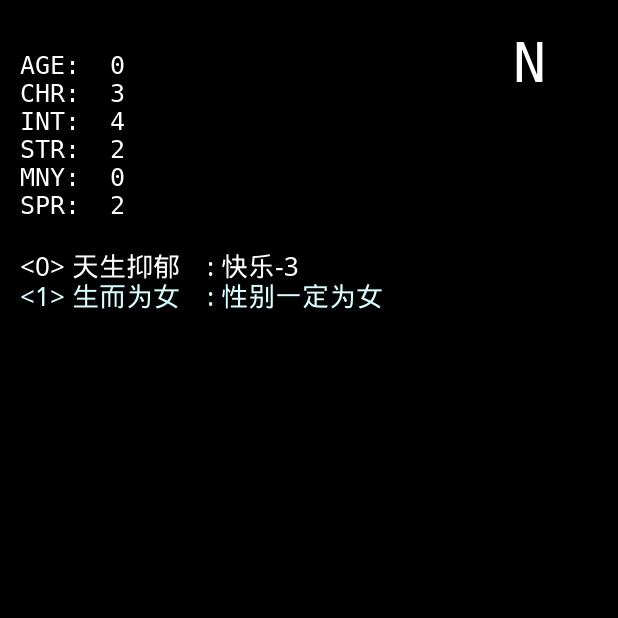 N
AGE: 0
CHR: 3
INT: 4
STR: 2
MNY: 0
SPR: 2
<0> 天生抑郁 : 快乐-3
<1> 生而为女 : 性别一定为女